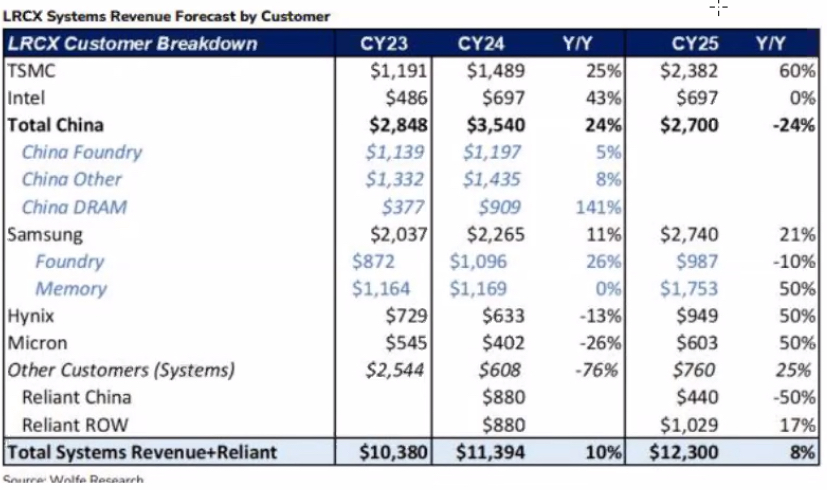 LRCX Systems Revenue Forecast by Customer
LRCX Customer Breakdown CY23 CY24 Y/Y CY25 Y/Y
TSMC $1,191 $1,489 25% $2,382 60%
Intel $486 $697 43% $697 0%
Total China $2,848 $3,540 24% $2,700 -24%
China Foundry $1,139 $1,197 5%
China Other $1,332 $1,435 8%
China DRAM $377 $909 141%
Samsung $2,037 $2,265 11% $2,740 21%
Foundry $872 $1,096 26% $987 -10%
Memory $1,164 $1,169 0% $1,753 50%
Hynix $729 $633 -13% $949 50%
Micron $545 $402 -26% $603 50%
Other Customers (Systems) $2,544 $608 -76% $760 25%
Reliant China $880 $440 -50%
Reliant ROW $880 $1,029 17%
Total Systems Revenue+Reliant $10,380 $11,394 10% $12,300 8%
Source: Wolfe Research